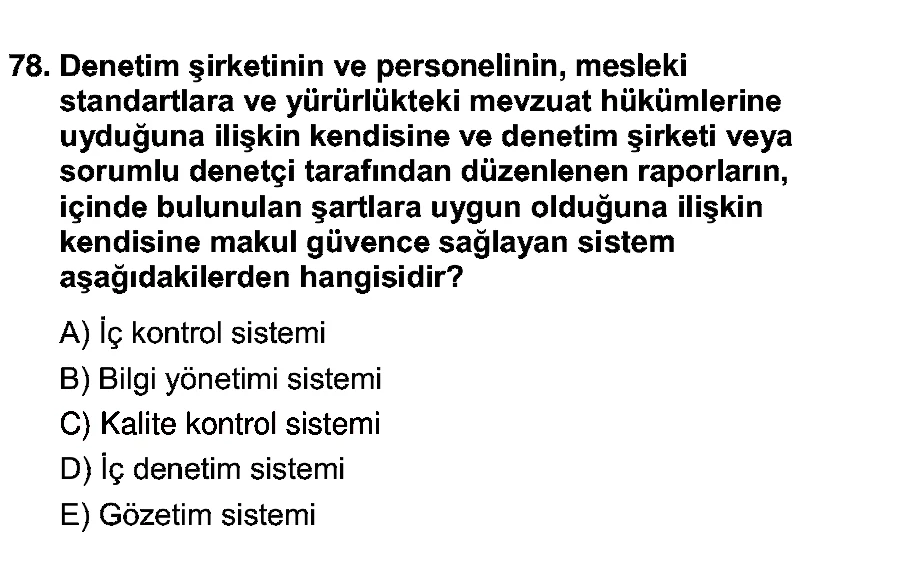 78. Denetim şirketinin ve personelinin, mesleki
standartlara ve yürürlükteki mevzuat hükümlerine
uyduğuna ilişkin kendisine ve denetim şirketi veya
sorumlu denetçi tarafından düzenlenen raporların,
içinde bulunulan şartlara uygun olduğuna ilişkin
kendisine makul güvence sağlayan sistem
aşağıdakilerden hangisidir?
A) İç kontrol sistemi
B) Bilgi yönetimi sistemi
C) Kalite kontrol sistemi
D) İç denetim sistemi
E) Gözetim sistemi